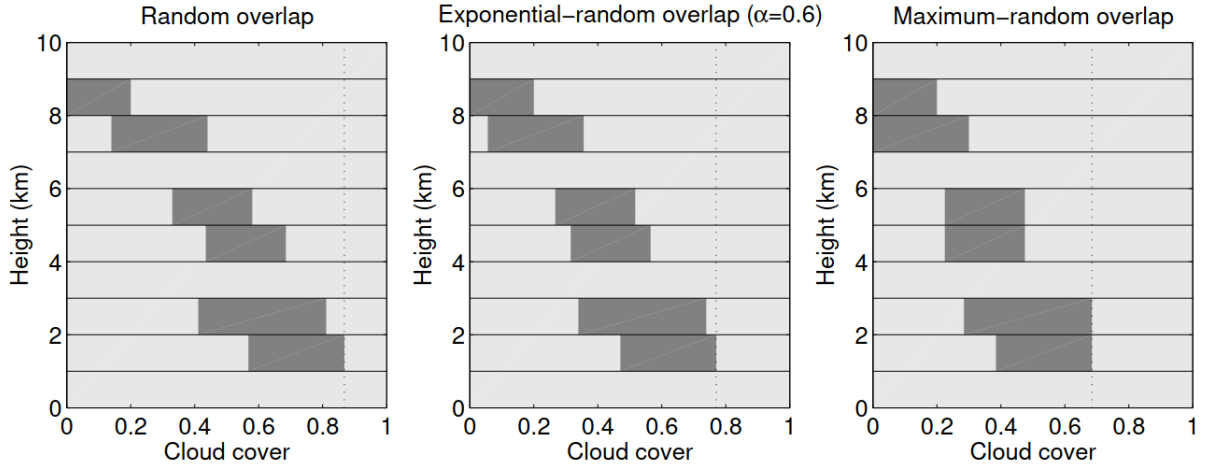 Random overlap
10
8
6
4
2
0
Height (km)
0 0.2 0.4 0.6 0.8 1
Cloud cover
Exponential−random overlap (α=0.6)
10
8
6
4
2
0
Height (km)
0 0.2 0.4 0.6 0.8 1
Cloud cover
Maximum−random overlap
10
8
6
4
2
0
Height (km)
0 0.2 0.4 0.6 0.8 1
Cloud cover